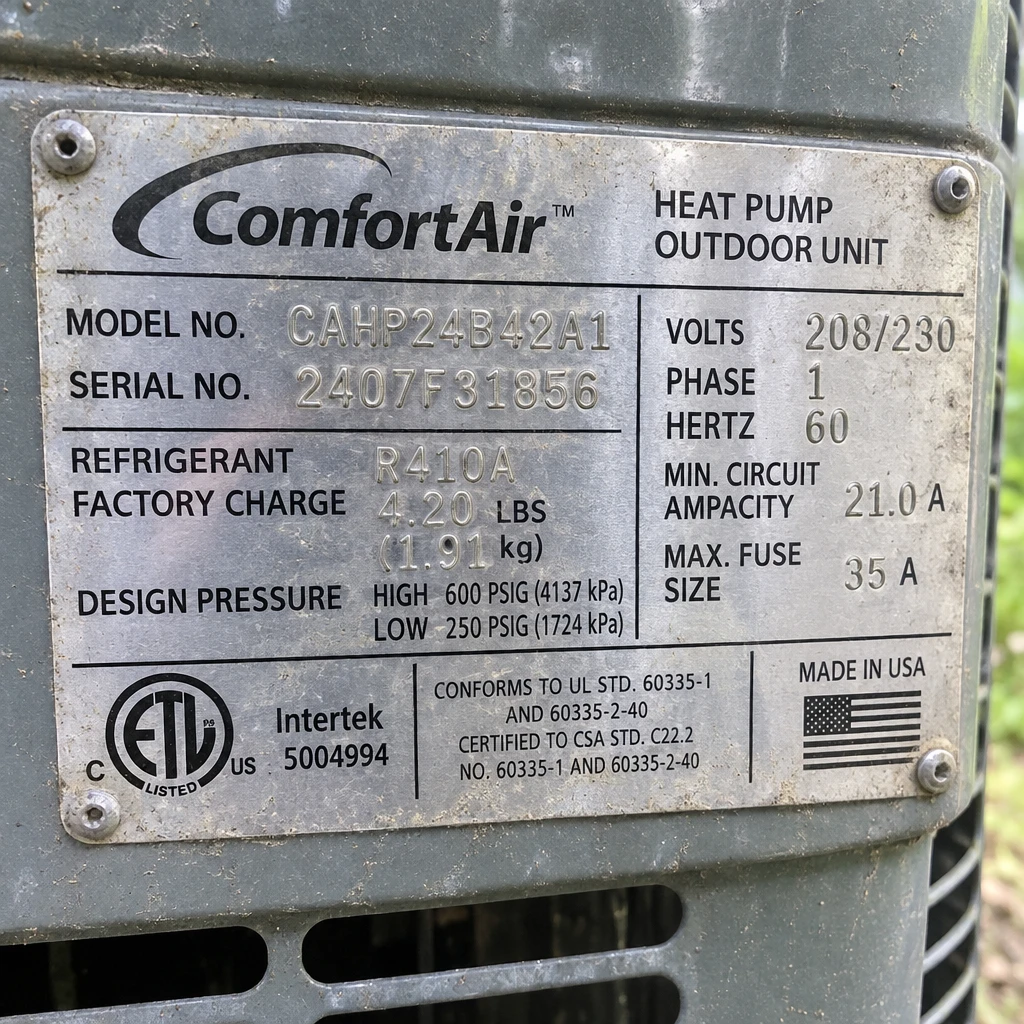 ComfortAir™
HEAT PUMP
OUTDOOR UNIT
MODEL NO. CAHP24B42A1
SERIAL NO. 2407F31856
REFRIGERANT R410A
FACTORY CHARGE 4.20 LBS
(1.91 kg)
DESIGN PRESSURE HIGH 600 PSIG (4137 kPa)
LOW 250 PSIG (1724 kPa)
VOLTS 208/230
PHASE 1
HERTZ 60
MIN. CIRCUIT
AMPACITY 21.0 A
MAX. FUSE
SIZE 35 A
C ETL US
LISTED
Intertek
5004994
CONFORMS TO UL STD. 60335-1
AND 60335-2-40
CERTIFIED TO CSA STD. C22.2
NO. 60335-1 AND 60335-2-40
MADE IN USA